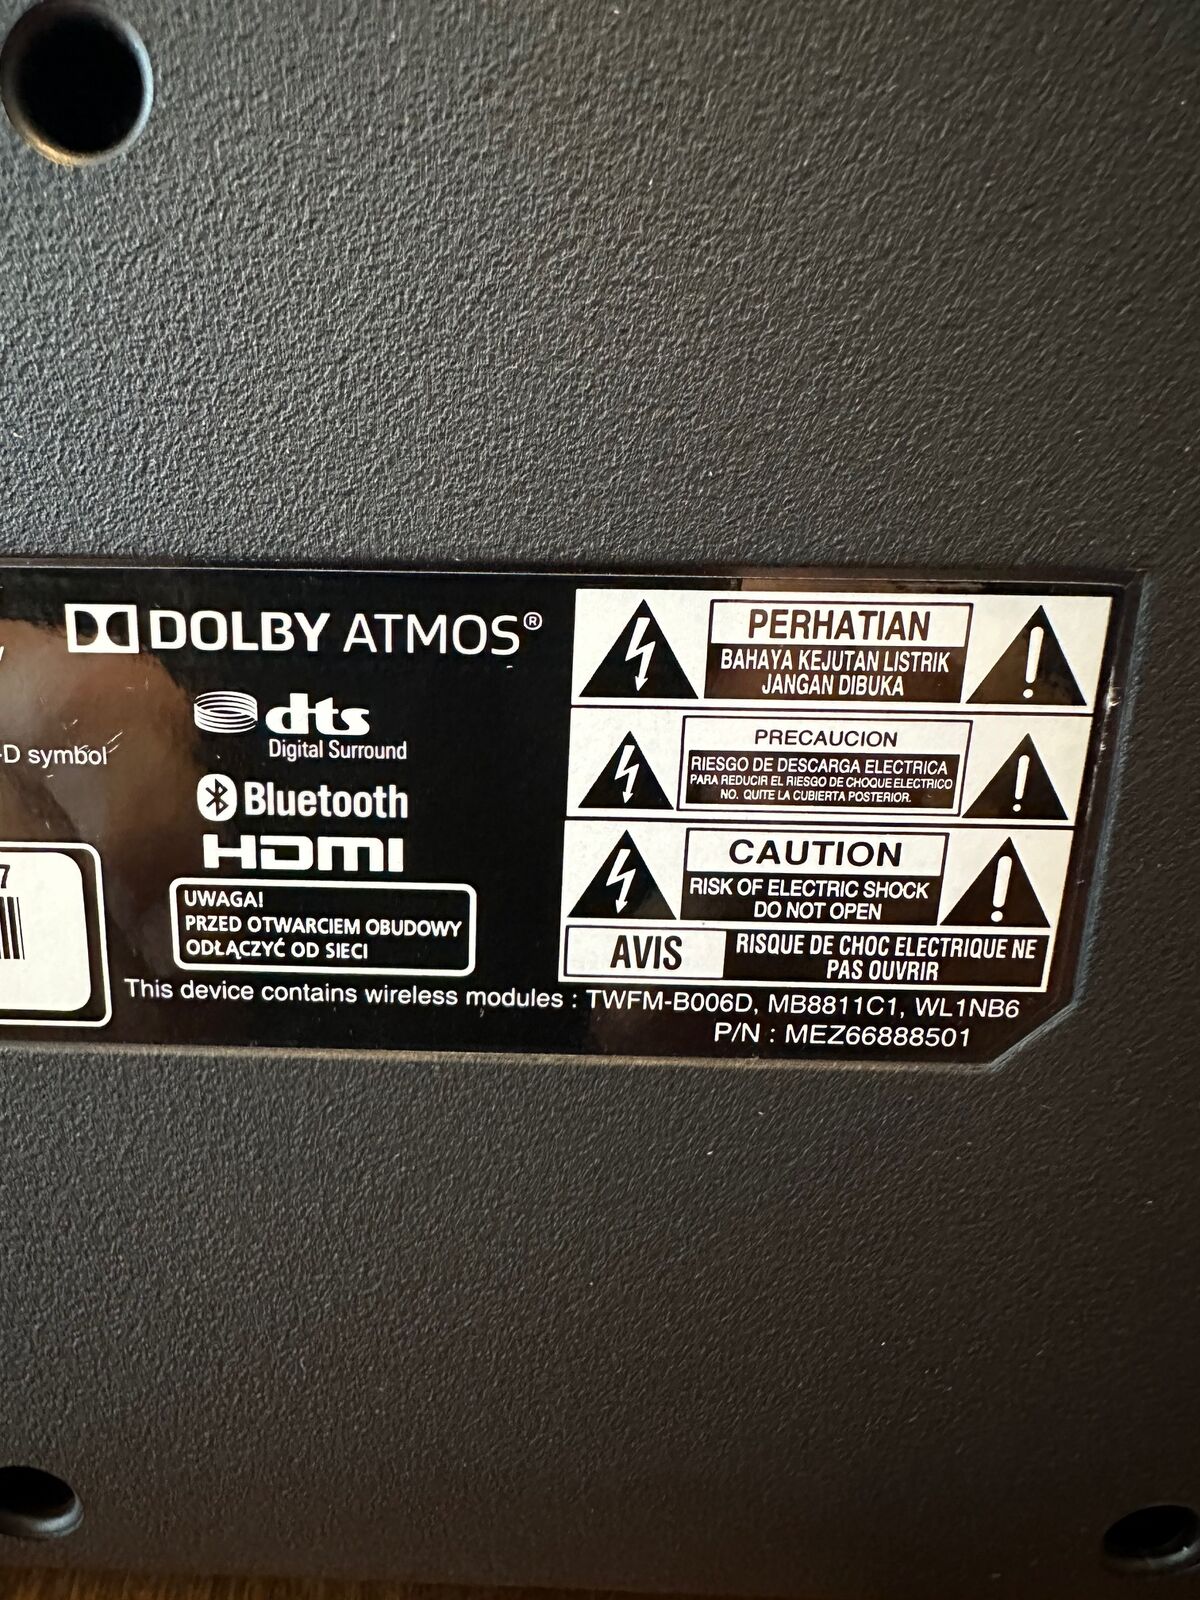 DOLBY ATMOS®
dts
Digital Surround
-D symbol
Bluetooth
HDMI
7
UWAGA!
PRZED OTWARCIEM OBUDOWY
ODŁĄCZYĆ OD SIECI
PERHATIAN
BAHAYA KEJUTAN LISTRIK
JANGAN DIBUKA
PRECAUCION
RIESGO DE DESCARGA ELECTRICA
PARA REDUCIR EL RIESGO DE CHOQUE ELECTRICO
NO. QUITE LA CUBIERTA POSTERIOR.
CAUTION
RISK OF ELECTRIC SHOCK
DO NOT OPEN
AVIS
RISQUE DE CHOC ELECTRIQUE NE
PAS OUVRIR
This device contains wireless modules : TWFM-B006D, MB8811C1, WL1NB6
P/N : MEZ66888501